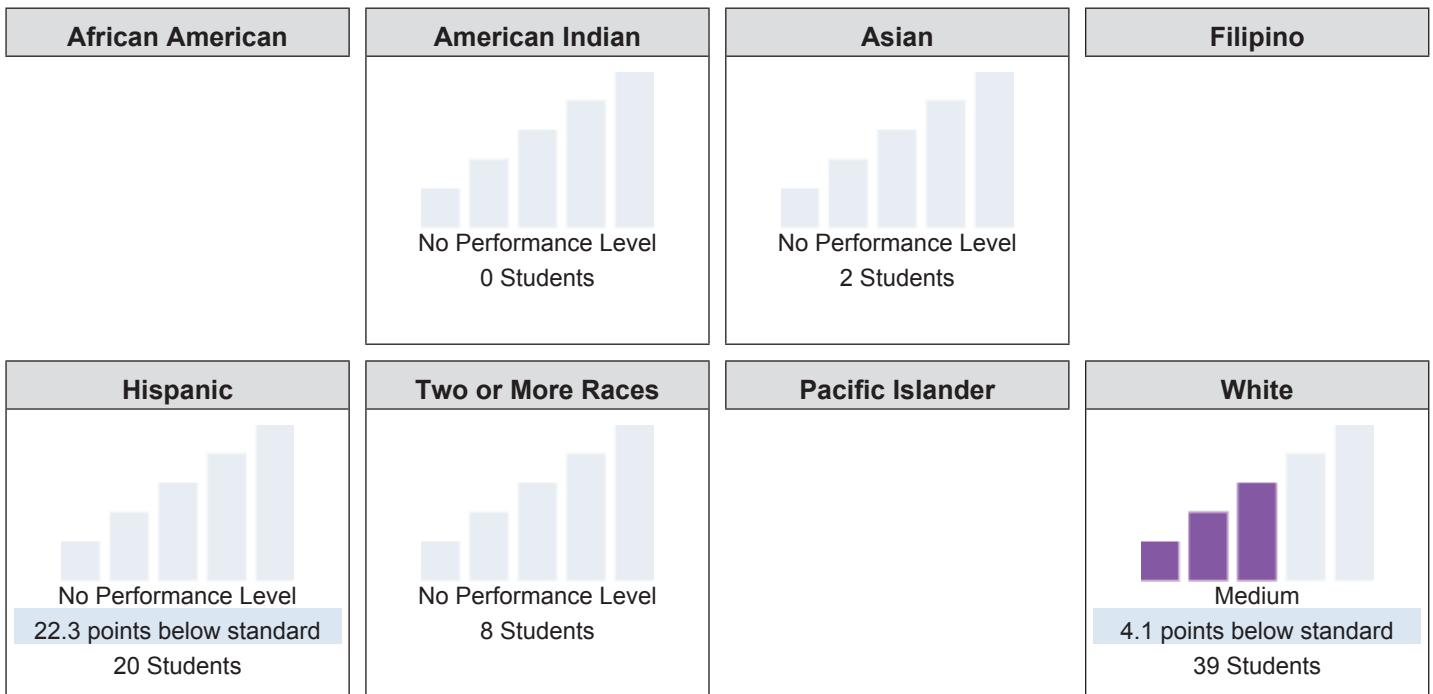 African American
American Indian
Asian
Filipino
No Performance Level
0 Students
No Performance Level
2 Students
Hispanic
Two or More Races
Pacific Islander
White
No Performance Level
22.3 points below standard
20 Students
No Performance Level
8 Students
Medium
4.1 points below standard
39 Students